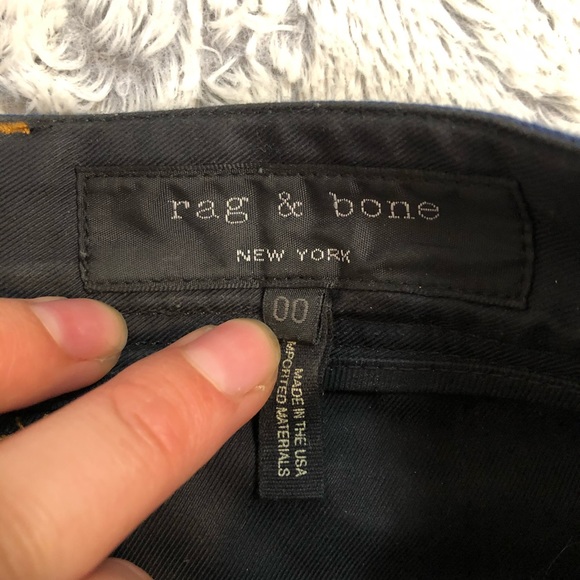 rag & bone
NEW YORK
00
MADE IN THE USA
IMPORTED MATERIALS